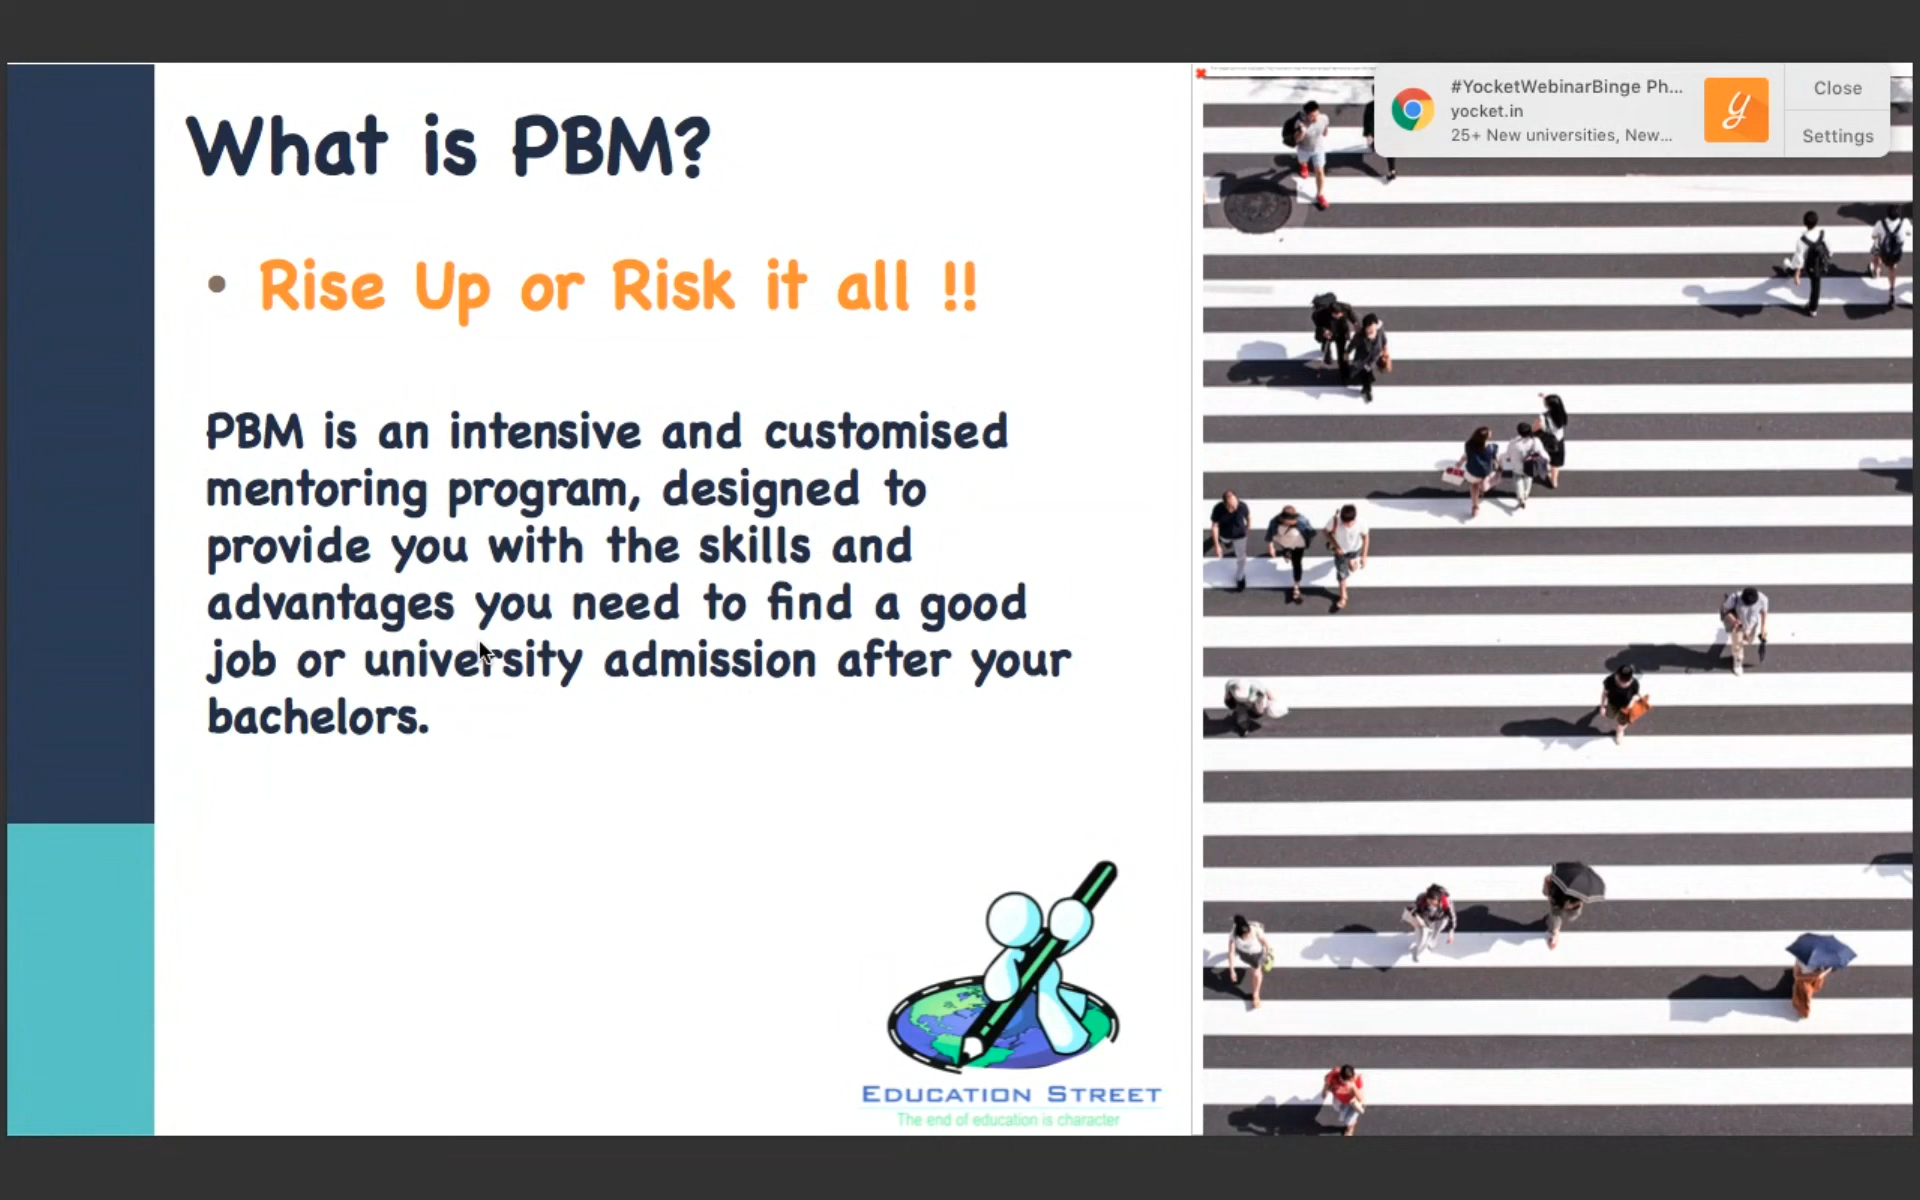 What is PBM?
• Rise Up or Risk it all !!
PBM is an intensive and customised
mentoring program, designed to
provide you with the skills and
advantages you need to find a good
job or university admission after your
bachelors.
EDUCATION STREET
The end of education is character
#YocketWebinarBinge Ph...
yocket.in
25+ New universities, New...
y
Close
Settings